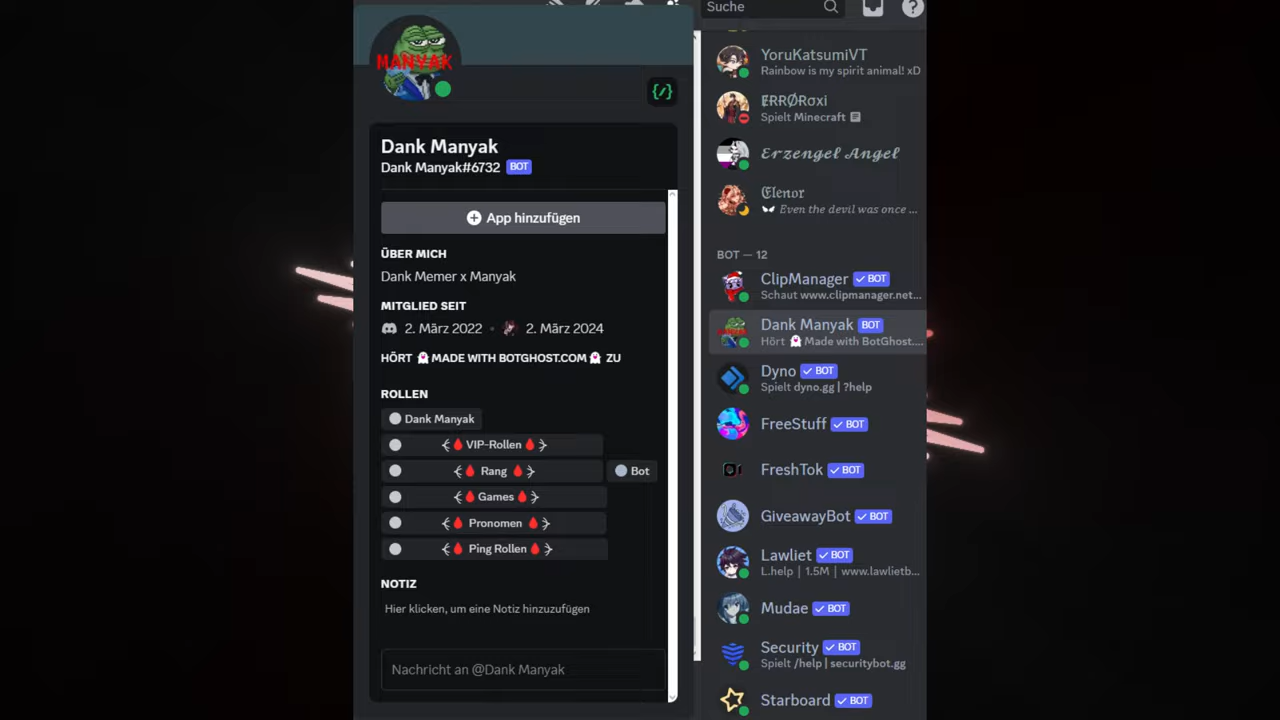 MANYAK
{/}
Dank Manyak
Dank Manyak#6732 BOT
App hinzufügen
ÜBER MICH
Dank Memer x Manyak
MITGLIED SEIT
2. März 2022 • 2. März 2024
HÖRT 👻MADE WITH BOTGHOST.COM👻 ZU
ROLLEN
Dank Manyak
VIP-Rollen
Rang
Bot
Games
Pronomen
Ping Rollen
NOTIZ
Hier klicken, um eine Notiz hinzuzufügen
Nachricht an @Dank Manyak
Suche
YoruKatsumiVT
Rainbow is my spirit animal! xD
ɆRRØRσxi
Spielt Minecraft
𝓔𝓻𝔃𝓮𝓷𝓰𝓮𝓵 𝓐𝓷𝓰𝓮𝓵
𝔈𝔩𝔢𝔫𝔬𝔯
Even the devil was once ...
BOT — 12
ClipManager ✓ BOT
Schaut www.clipmanager.net...
Dank Manyak BOT
Hört 👻Made with BotGhost....
Dyno ✓ BOT
Spielt dyno.gg | ?help
FreeStuff ✓ BOT
FreshTok ✓ BOT
GiveawayBot ✓ BOT
Lawliet ✓ BOT
L.help | 1.5M | www.lawlietb...
Mudae ✓ BOT
Security ✓ BOT
Spielt /help | securitybot.gg
Starboard ✓ BOT